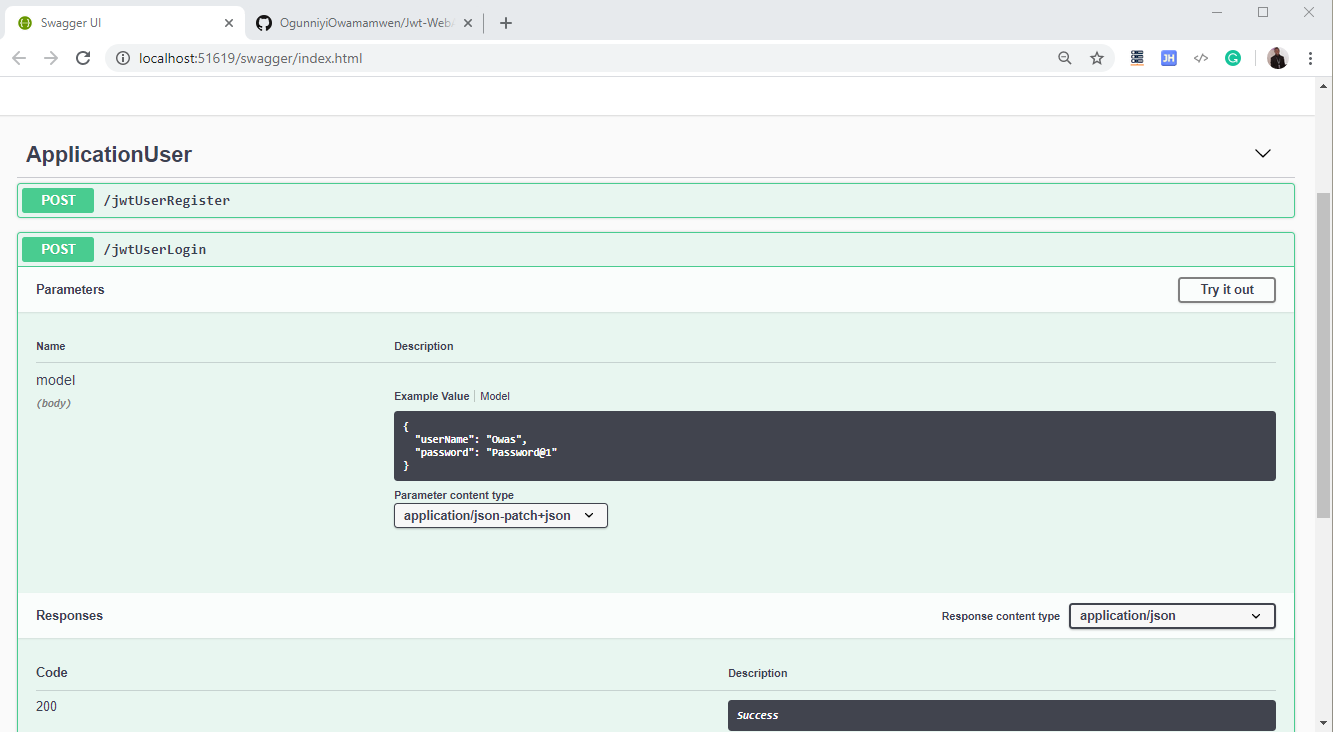 Swagger UI
OgunniyiOwamamwen/Jwt-Web
localhost:51619/swagger/index.html
JH
ApplicationUser
POST /jwtUserRegister
POST /jwtUserLogin
Parameters Try it out
Name Description
model
(body)
Example Value Model
{
"userName": "Owas",
"password": "Password@1"
}
Parameter content type
application/json-patch+json
Responses Response content type application/json
Code Description
200 Success